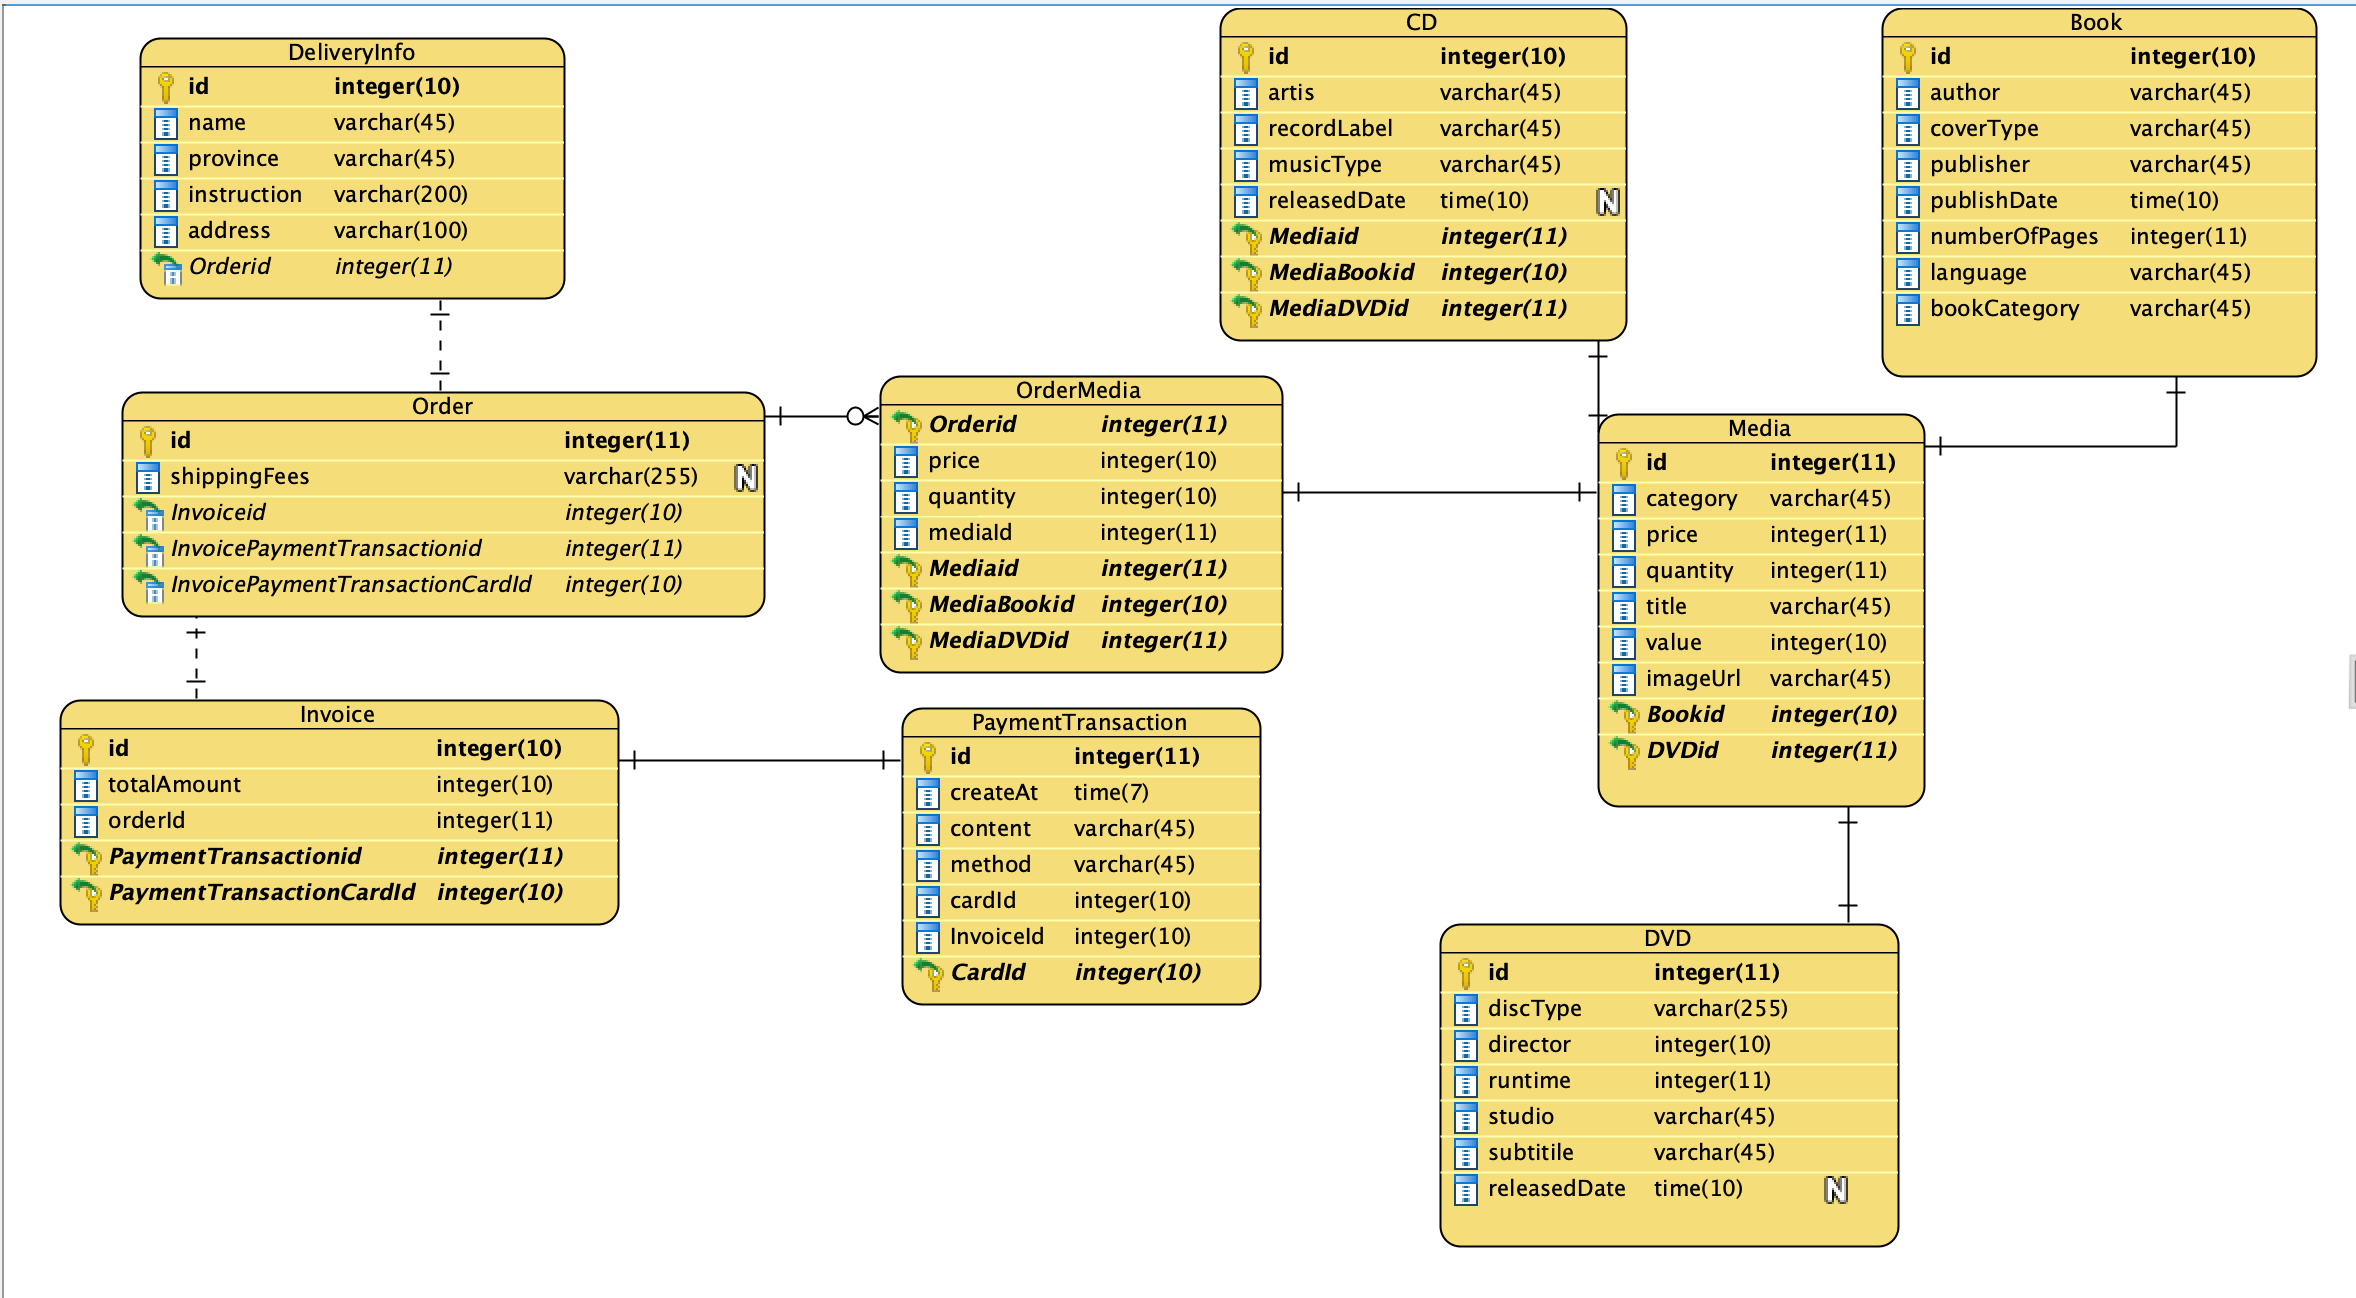 DeliveryInfo
id integer(10)
name varchar(45)
province varchar(45)
instruction varchar(200)
address varchar(100)
Orderid integer(11)
CD
id integer(10)
artis varchar(45)
recordLabel varchar(45)
musicType varchar(45)
releasedDate time(10) N
Mediaid integer(11)
MediaBookid integer(10)
MediaDVDid integer(11)
Book
id integer(10)
author varchar(45)
coverType varchar(45)
publisher varchar(45)
publishDate time(10)
numberOfPages integer(11)
language varchar(45)
bookCategory varchar(45)
Order
id integer(11)
shippingFees varchar(255) N
Invoiceid integer(10)
InvoicePaymentTransactionid integer(11)
InvoicePaymentTransactionCardId integer(10)
OrderMedia
Orderid integer(11)
price integer(10)
quantity integer(10)
mediaId integer(11)
Mediaid integer(11)
MediaBookid integer(10)
MediaDVDid integer(11)
Media
id integer(11)
category varchar(45)
price integer(11)
quantity integer(11)
title varchar(45)
value integer(10)
imageUrl varchar(45)
Bookid integer(10)
DVDid integer(11)
Invoice
id integer(10)
totalAmount integer(10)
orderId integer(11)
PaymentTransactionid integer(11)
PaymentTransactionCardId integer(10)
PaymentTransaction
id integer(11)
createAt time(7)
content varchar(45)
method varchar(45)
cardId integer(10)
InvoiceId integer(10)
CardId integer(10)
DVD
id integer(11)
discType varchar(255)
director integer(10)
runtime integer(11)
studio varchar(45)
subtitile varchar(45)
releasedDate time(10) N